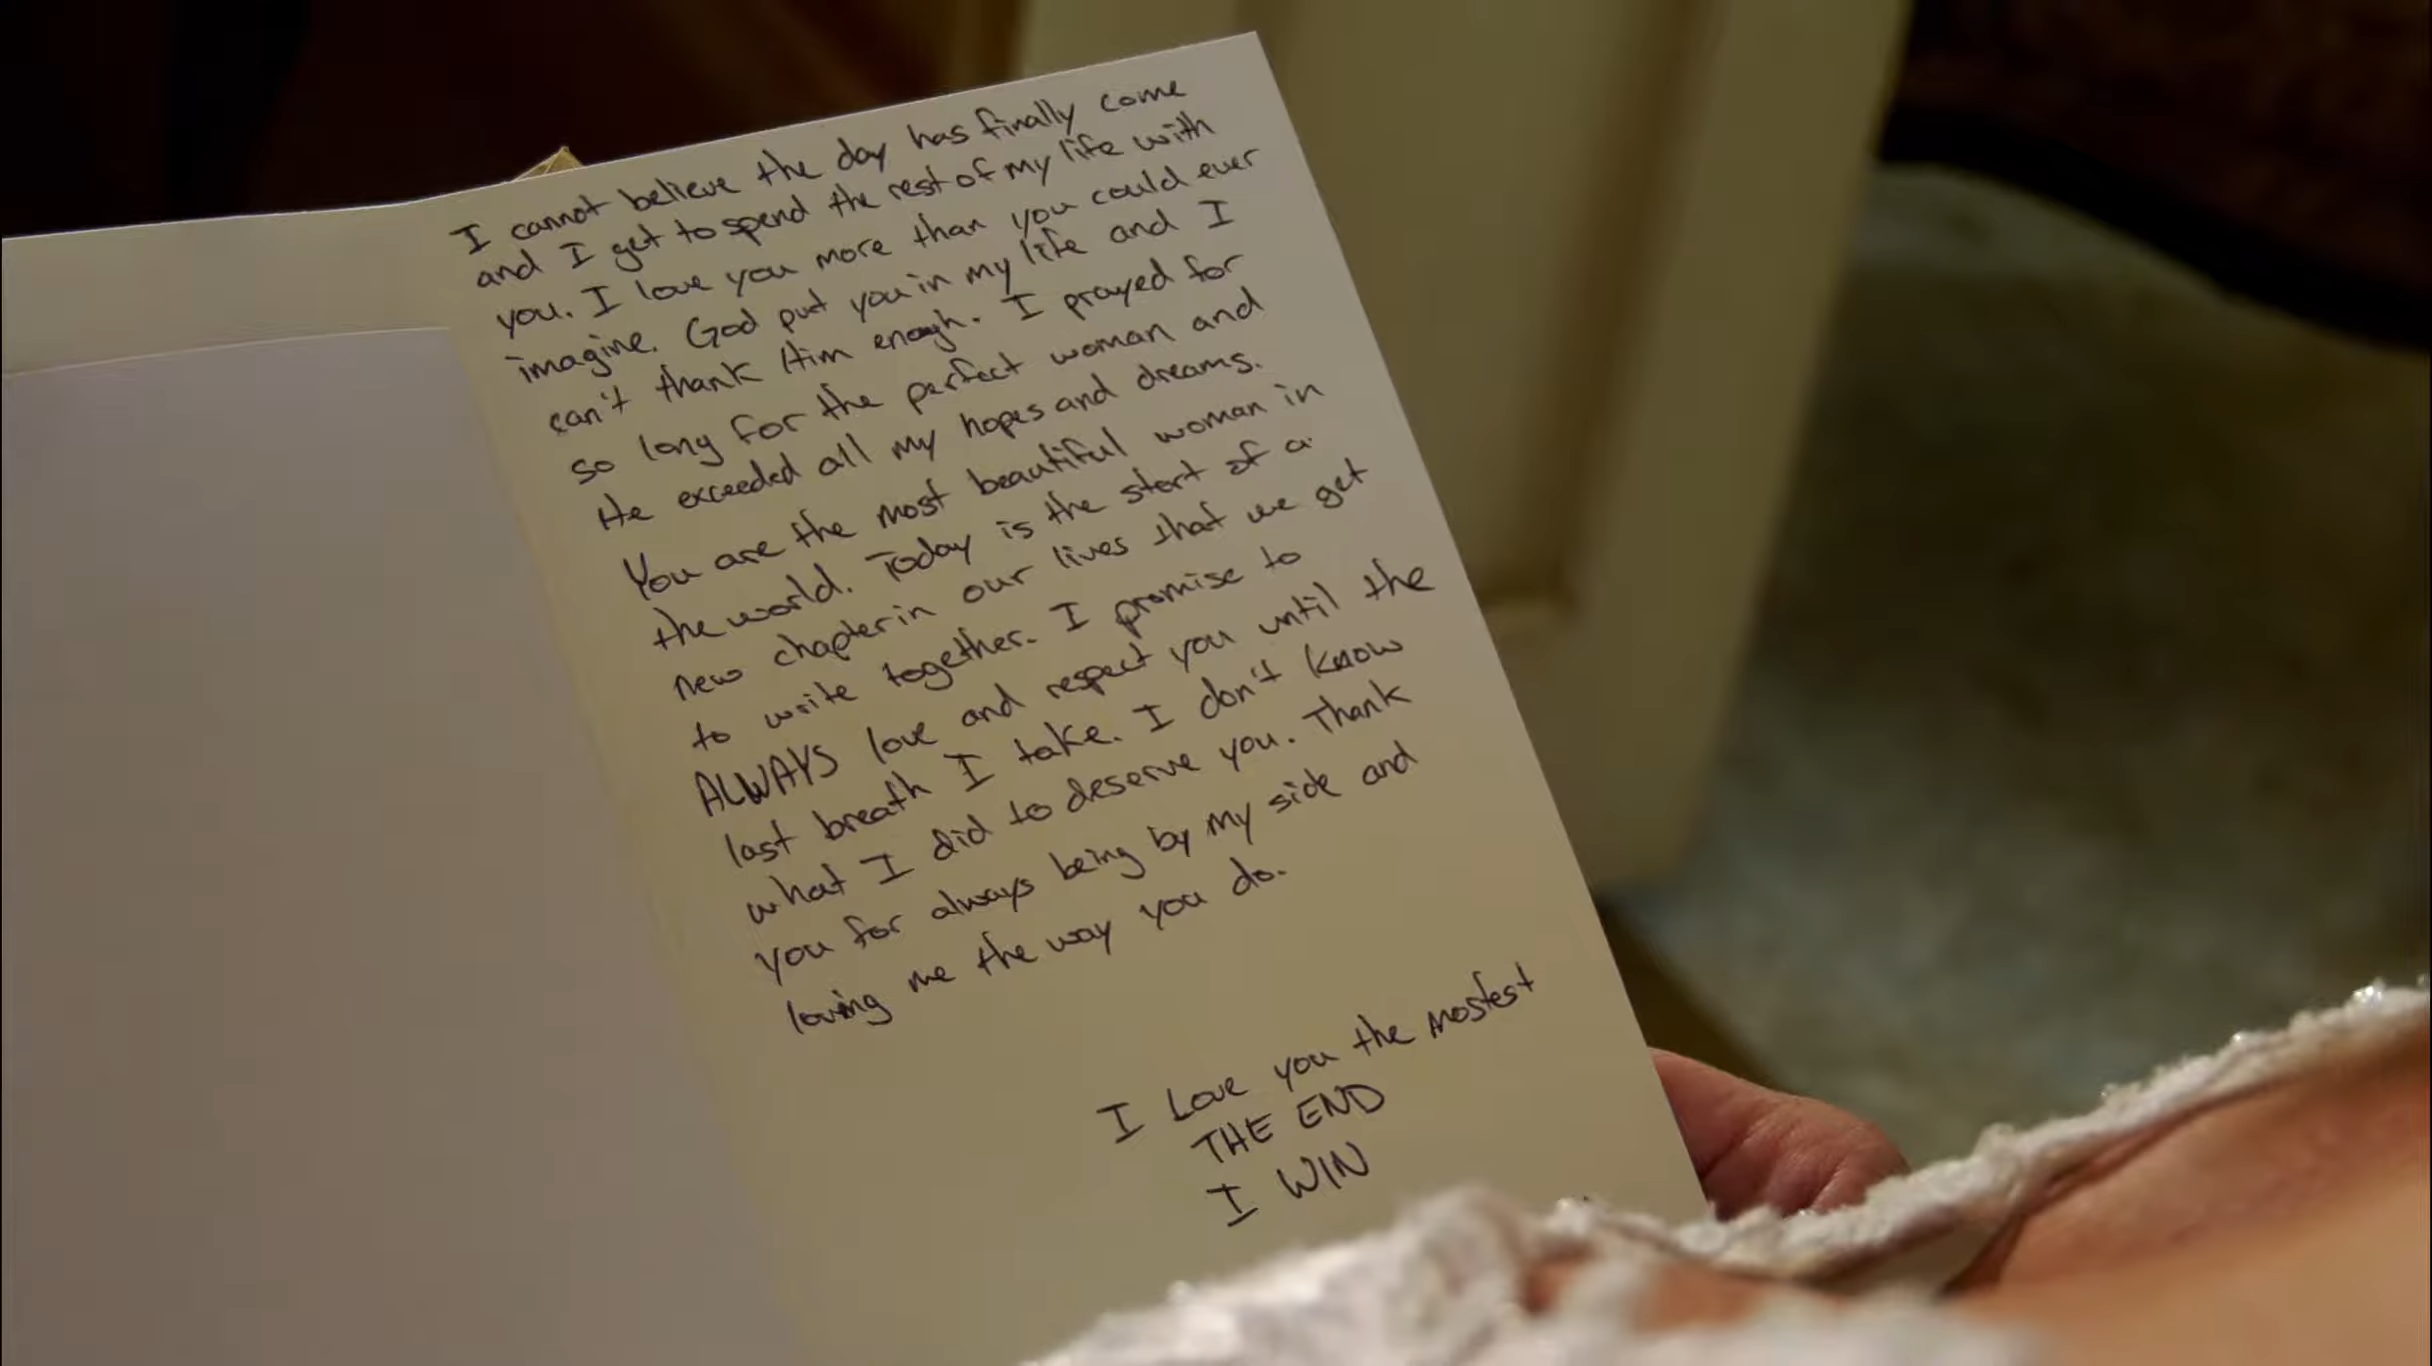 I cannot believe the day has finally come
and I get to spend the rest of my life with
you. I love you more than you could ever
imagine. God put you in my life and I
can't thank Him enough. I prayed for
so long for the perfect woman and
He exceeded all my hopes and dreams.
You are the most beautiful woman in
the world. Today is the start of a
new chapter in our lives that we get
to write together. I promise to
ALWAYS love and respect you until the
last breath I take. I don't know
what I did to deserve you. Thank
you for always being by my side and
loving me the way you do.
I Love you the mostest
THE END
I WIN